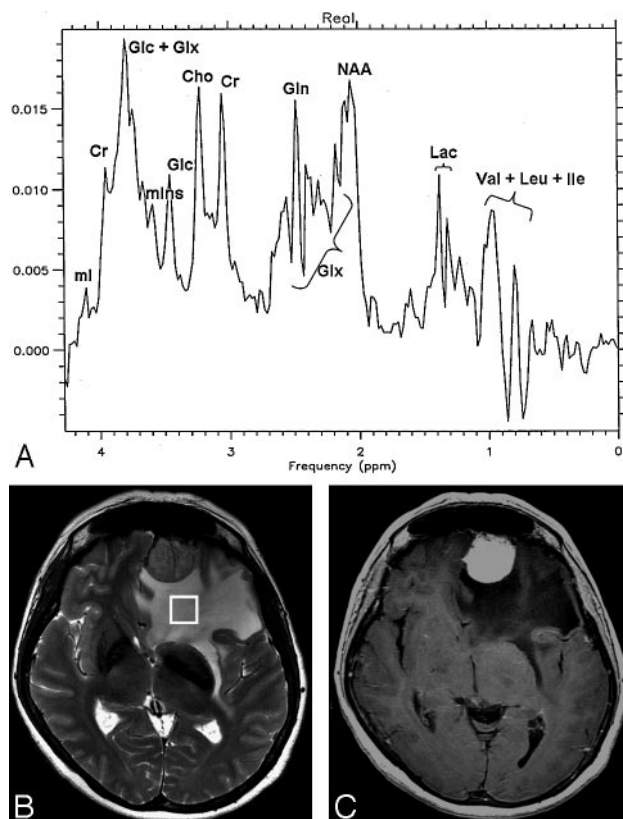 Real
Glc + Glx
0.015
Cho
Cr
Gln
NAA
0.010
Cr
Glc
mIns
Lac
Val + Leu + Ile
0.005
mI
Glx
0.000
A
4
3
2
1
0
Frequency (ppm)
B
C